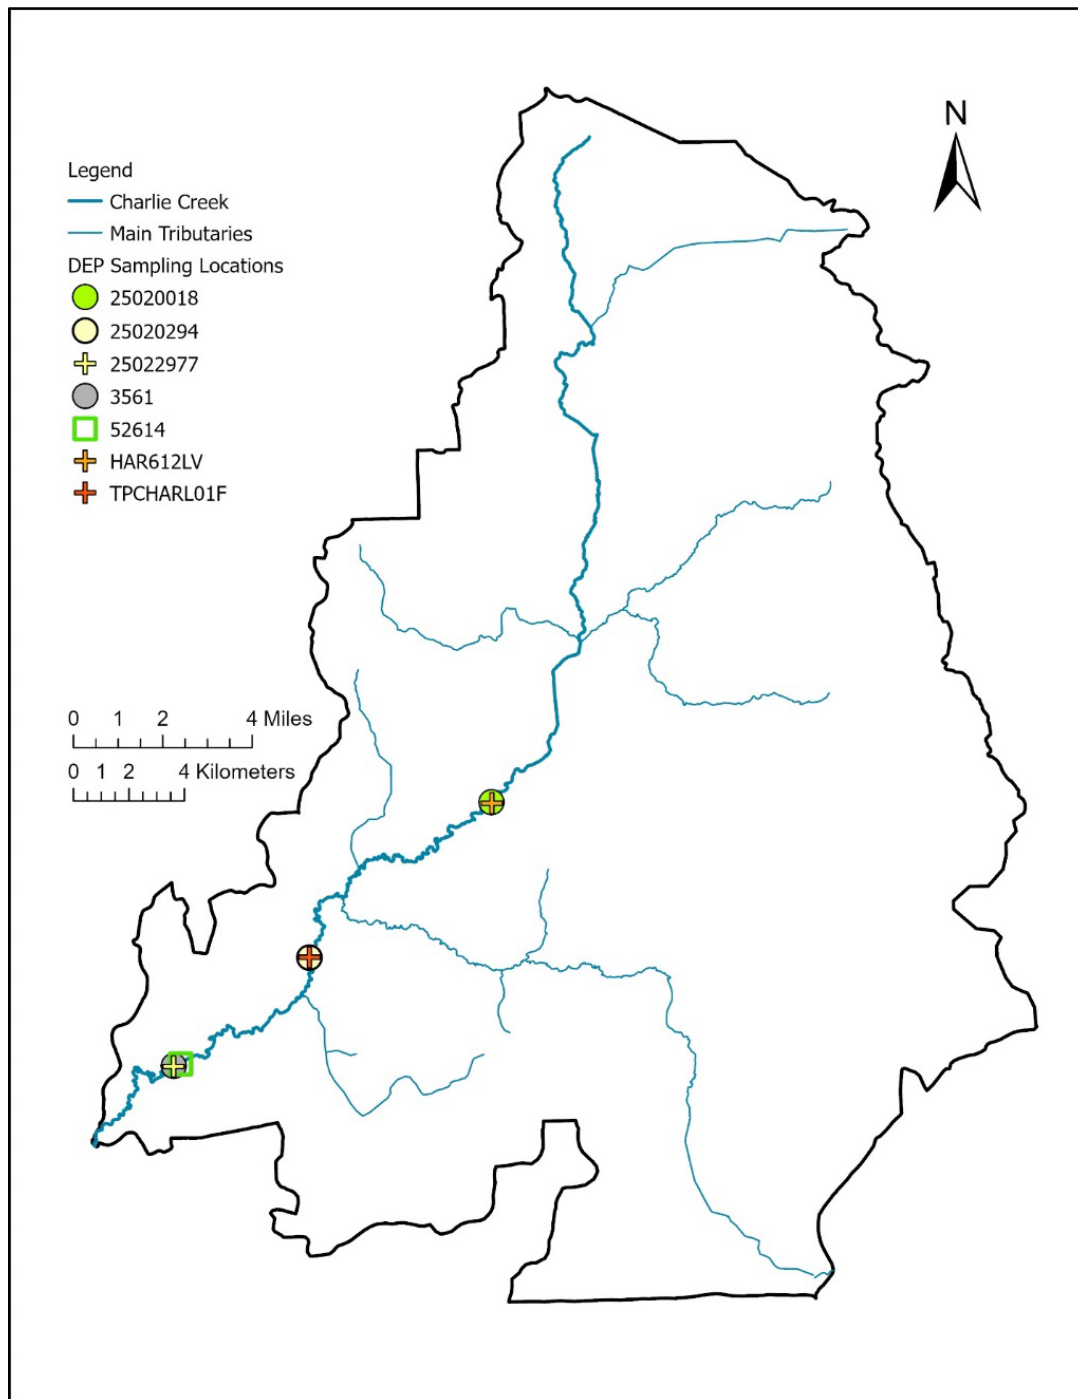 N
Legend
Charlie Creek
Main Tributaries
DEP Sampling Locations
25020018
25020294
25022977
3561
52614
HAR612LV
TPCHARL01F
0 1 2 4 Miles
0 1 2 4 Kilometers